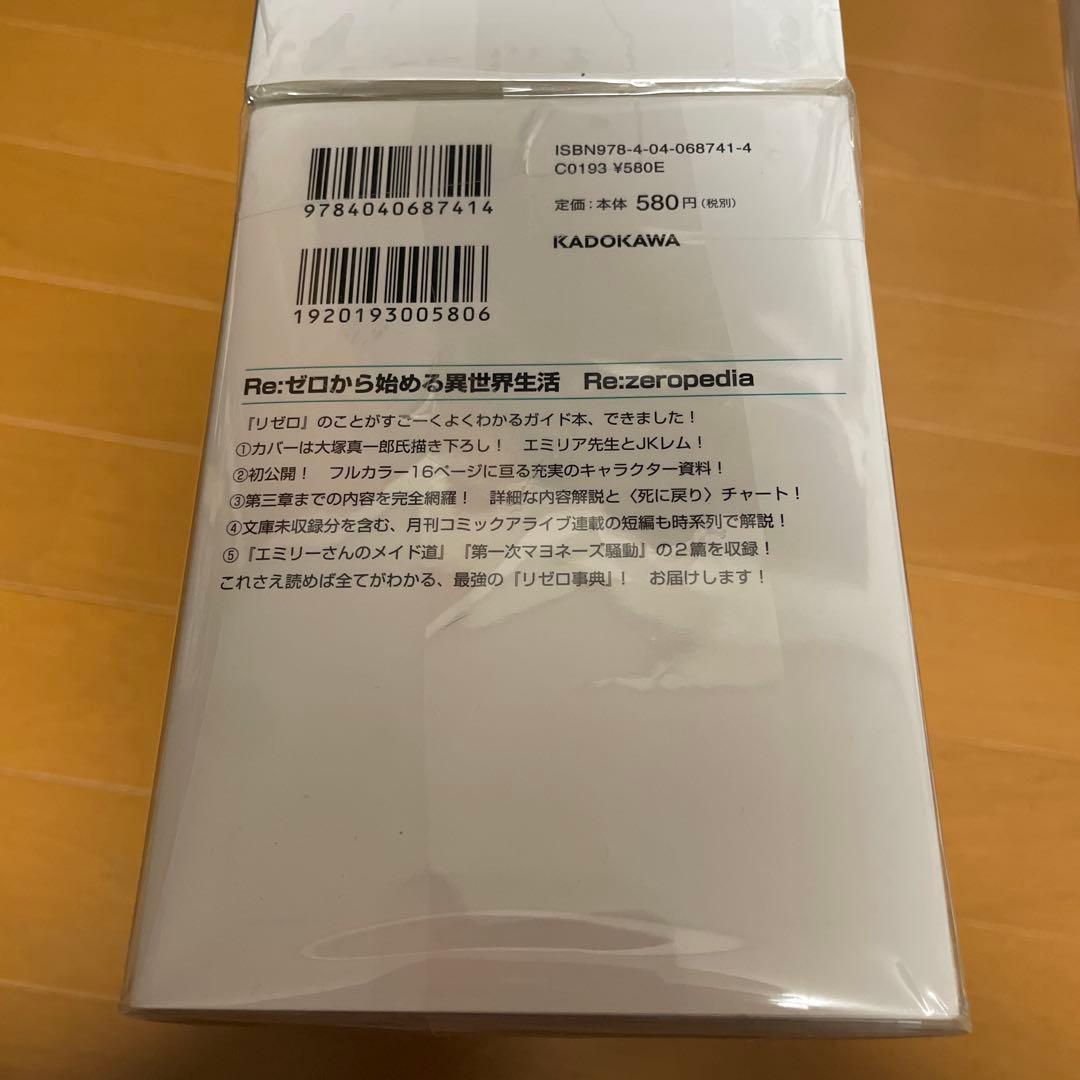 ISBN978-4-04-068741-4
C0193 ¥580E
定価：本体 580円（税別）
KADOKAWA
9784040687414
1920193005806
Re:ゼロから始める異世界生活　Re:zeropedia
『リゼロ』のことがすごーくよくわかるガイド本、できました！
①カバーは大塚真一郎氏描き下ろし！　エミリア先生とJKレム！
②初公開！　フルカラー16ページに亘る充実のキャラクター資料！
③第三章までの内容を完全網羅！　詳細な内容解説と〈死に戻り〉チャート！
④文庫未収録分を含む、月刊コミックアライブ連載の短編も時系列で解説！
⑤『エミリーさんのメイド道』『第一次マヨネーズ騒動』の2篇を収録！
これさえ読めば全てがわかる、最強の『リゼロ事典』！　お届けします！